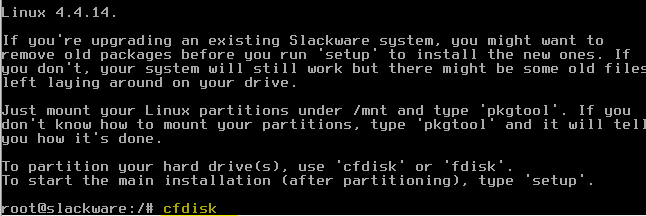 Linux 4.4.14.
If you're upgrading an existing Slackware system, you might want to
remove old packages before you run 'setup' to install the new ones. If
you don't, your system will still work but there might be some old files
left laying around on your drive.
Just mount your Linux partitions under /mnt and type 'pkgtool'. If you
don't know how to mount your partitions, type 'pkgtool' and it will tell
you how it's done.
To partition your hard drive(s), use 'cfdisk' or 'fdisk'.
To start the main installation (after partitioning), type 'setup'.
root@slackware:/# cfdisk